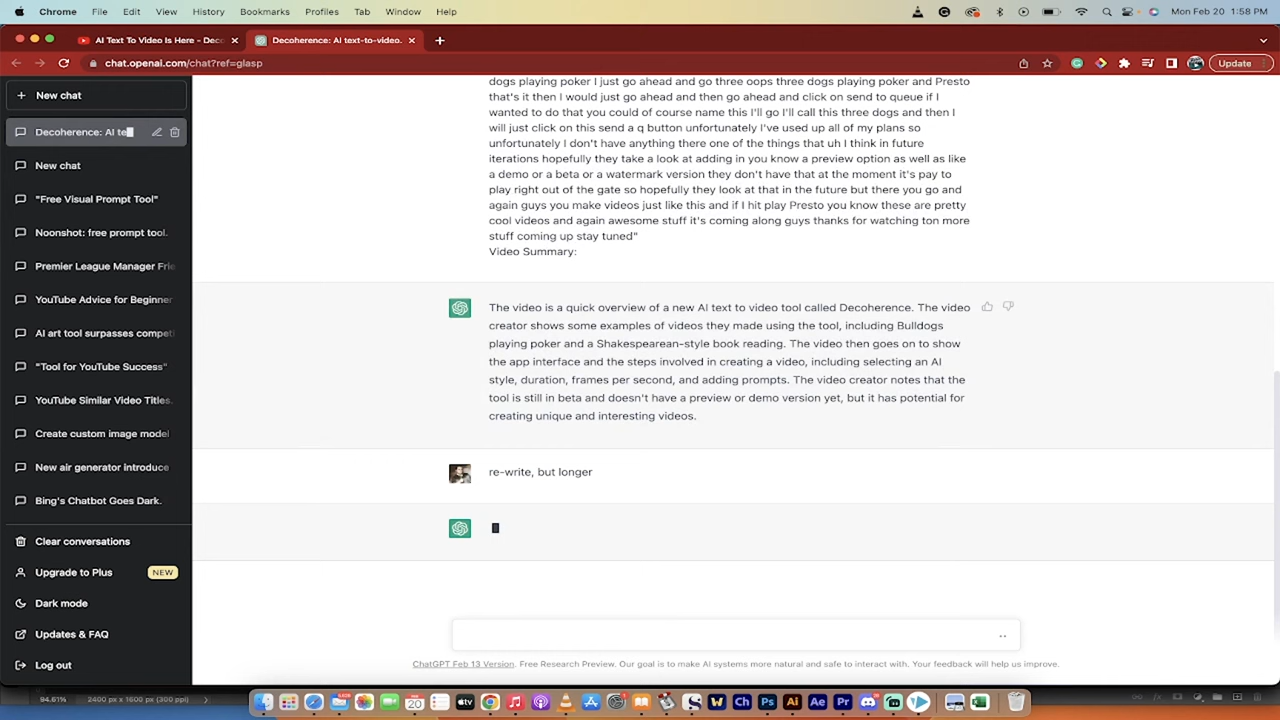 Chrome File Edit View History Bookmarks Profiles Tab Window Help Mon Feb 20 1:58 PM
AI Text To Video Is Here - Deco
Decoherence: AI text-to-video.
chat.openai.com/chat?ref=glasp
Update
New chat
Decoherence: AI te
New chat
"Free Visual Prompt Tool"
Noonshot: free prompt tool.
Premier League Manager Frie
YouTube Advice for Beginner
AI art tool surpasses competi
"Tool for YouTube Success"
YouTube Similar Video Titles.
Create custom image model
New air generator introduce
Bing's Chatbot Goes Dark.
Clear conversations
Upgrade to Plus NEW
Dark mode
Updates & FAQ
Log out
dogs playing poker I just go ahead and go three oops three dogs playing poker and Presto
that's it then I would just go ahead and then go ahead and click on send to queue if I
wanted to do that you could of course name this I'll go I'll call this three dogs and then I
will just click on this send a q button unfortunately I've used up all of my plans so
unfortunately I don't have anything there one of the things that uh I think in future
iterations hopefully they take a look at adding in you know a preview option as well as like
a demo or a beta or a watermark version they don't have that at the moment it's pay to
play right out of the gate so hopefully they look at that in the future but there you go and
again guys you make videos just like this and if I hit play Presto you know these are pretty
cool videos and again awesome stuff it's coming along guys thanks for watching ton more
stuff coming up stay tuned"
Video Summary:
The video is a quick overview of a new AI text to video tool called Decoherence. The video
creator shows some examples of videos they made using the tool, including Bulldogs
playing poker and a Shakespearean-style book reading. The video then goes on to show
the app interface and the steps involved in creating a video, including selecting an AI
style, duration, frames per second, and adding prompts. The video creator notes that the
tool is still in beta and doesn't have a preview or demo version yet, but it has potential for
creating unique and interesting videos.
re-write, but longer
ChatGPT Feb 13 Version. Free Research Preview. Our goal is to make AI systems more natural and safe to interact with. Your feedback will help us improve.
94.61% 2400 px x 1600 px (300 ppi)